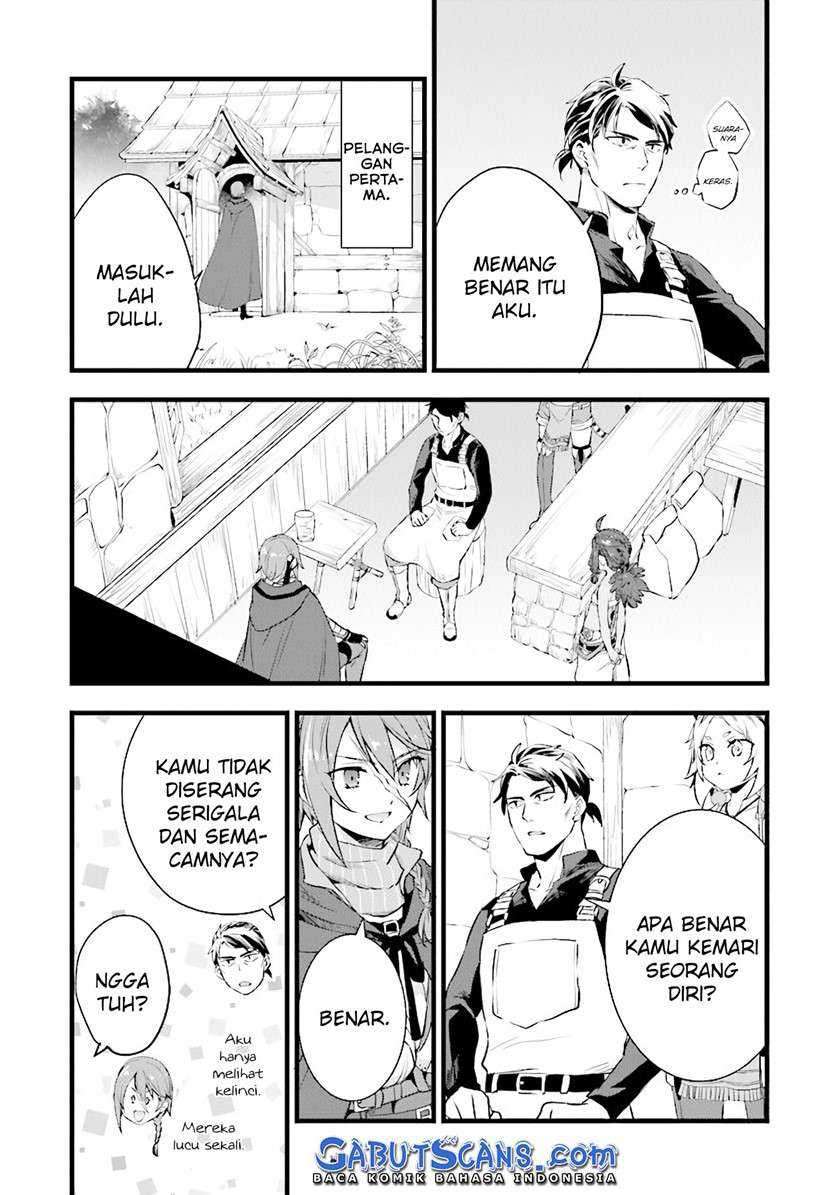 SUARA-
NYA
KERAS.
MEMANG
BENAR ITU
AKU.
PELANG-
GAN
PERTA-
MA.
MASUK-
LAH
DULU.
APA BENAR
KAMU KEMARI
SEORANG
DIRI?
BENAR.
KAMU TIDAK
DISERANG
SERIGALA
DAN SEMA-
CAMNYA?
NGGA
TUH?
Aku
hanya
melihat
kelinci.
Mereka
lucu sekali.
GABUTSCANS.com
BACA KOMIK BAHASA INDONESIA